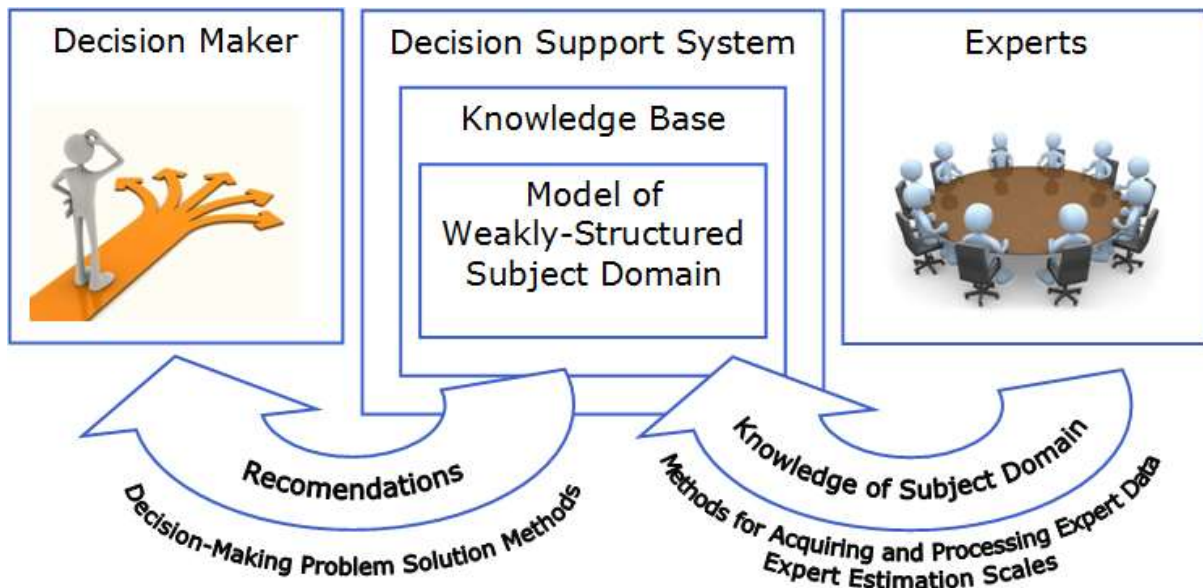 Decision Maker
Decision Support System
Knowledge Base
Model of
Weakly-Structured
Subject Domain
Experts
Recomendations
Decision-Making Problem Solution Methods
Knowledge of Subject Domain
Methods for Acquiring and Processing Expert Data
Expert Estimation Scales